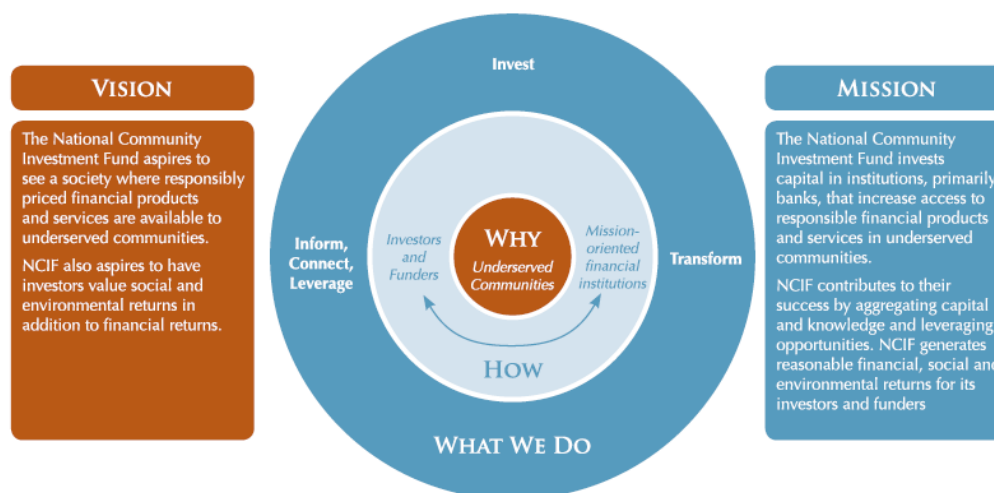 VISION
The National Community
Investment Fund aspires to
see a society where responsibly
priced financial products
and services are available to
underserved communities.
NCIF also aspires to have
investors value social and
environmental returns in
addition to financial returns.
Invest
Inform,
Connect,
Leverage
Investors
and
Funders
WHY
Underserved
Communities
Mission-
oriented
financial
institutions
Transform
HOW
WHAT WE DO
MISSION
The National Community
Investment Fund invests
capital in institutions, primarily
banks, that increase access to
responsible financial products
and services in underserved
communities.
NCIF contributes to their
success by aggregating capital
and knowledge and leveraging
opportunities. NCIF generates
reasonable financial, social and
environmental returns for its
investors and funders